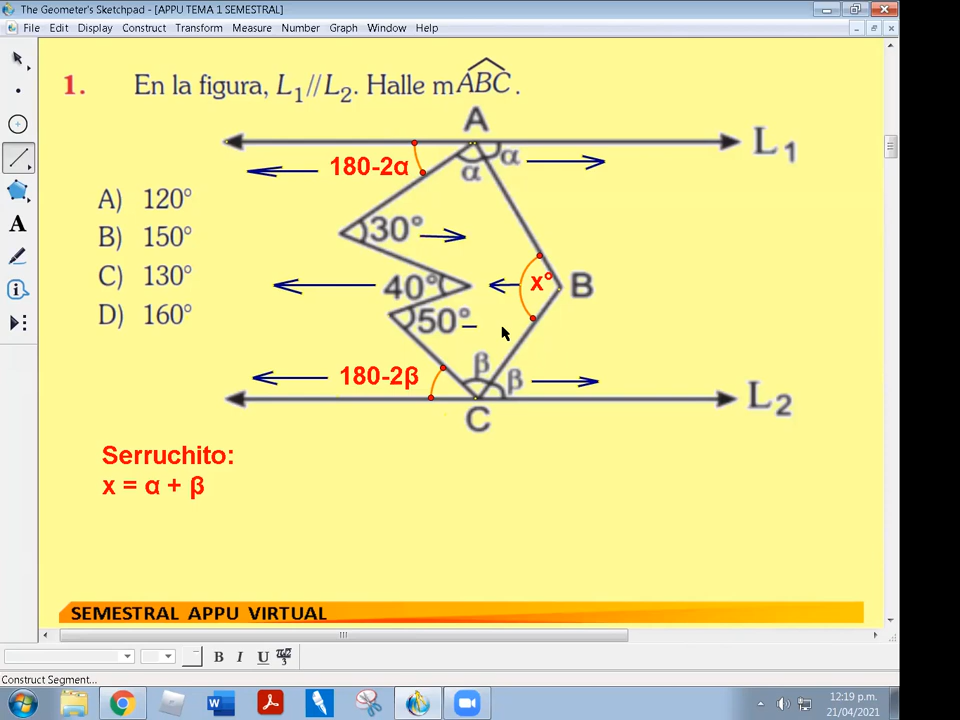 The Geometer's Sketchpad - [APPU TEMA 1 SEMESTRAL]
File Edit Display Construct Transform Measure Number Graph Window Help
1. En la figura, L₁//L₂. Halle mABC.
A
L₁
180-2α
α
α
A) 120°
B) 150°
C) 130°
D) 160°
30°
40°
x°
B
50°
180-2β
β
β
C
L₂
Serruchito:
x = α + β
SEMESTRAL APPU VIRTUAL
B I U
Construct Segment...
12:19 p.m.
21/04/2021